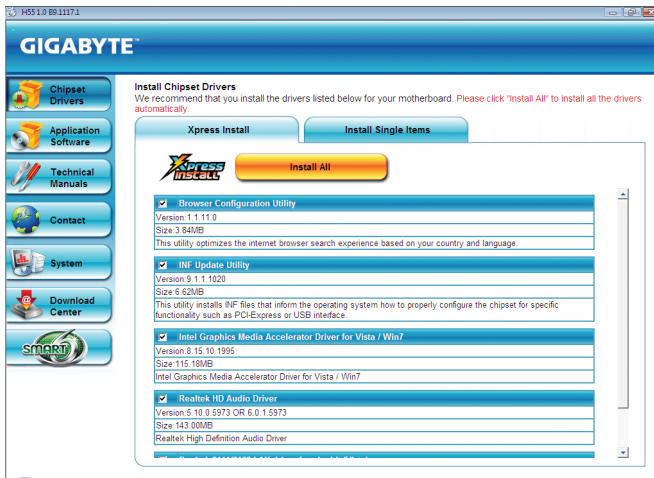 H55 1.0 B9.1117.1
GIGABYTE™
Chipset
Drivers
Application
Software
Technical
Manuals
Contact
System
Download
Center
SMART
Install Chipset Drivers
We recommend that you install the drivers listed below for your motherboard. Please click "Install All" to install all the drivers
automatically.
Xpress Install
Install Single Items
Xpress
Install
Install All
Browser Configuration Utility
Version:1.1.11.0
Size:3.84MB
This utility optimizes the internet browser search experience based on your country and language.
INF Update Utility
Version:9.1.1.1020
Size:6.62MB
This utility installs INF files that inform the operating system how to properly configure the chipset for specific
functionality such as PCI-Express or USB interface.
Intel Graphics Media Accelerator Driver for Vista / Win7
Version:8.15.10.1995
Size:115.18MB
Intel Graphics Media Accelerator Driver for Vista / Win7
Realtek HD Audio Driver
Version:5.10.0.5973 OR 6.0.1.5973
Size:143.00MB
Realtek High Definition Audio Driver